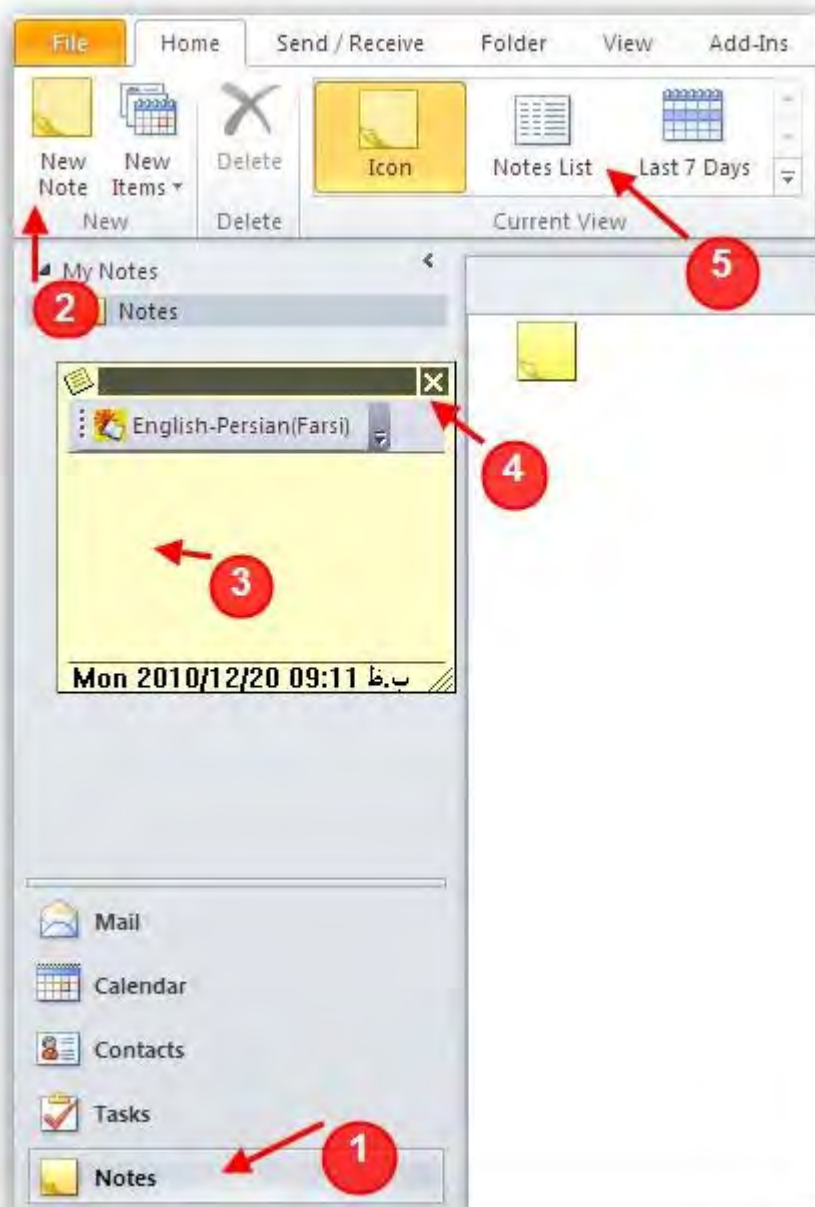 File Home Send / Receive Folder View Add-Ins
New Note
New Items
Delete
Icon
Notes List
Last 7 Days
New Delete Current View
5
My Notes
2
Notes
English-Persian(Farsi)
4
3
Mon 2010/12/20 09:11 ب.ظ
Mail
Calendar
Contacts
Tasks
1
Notes